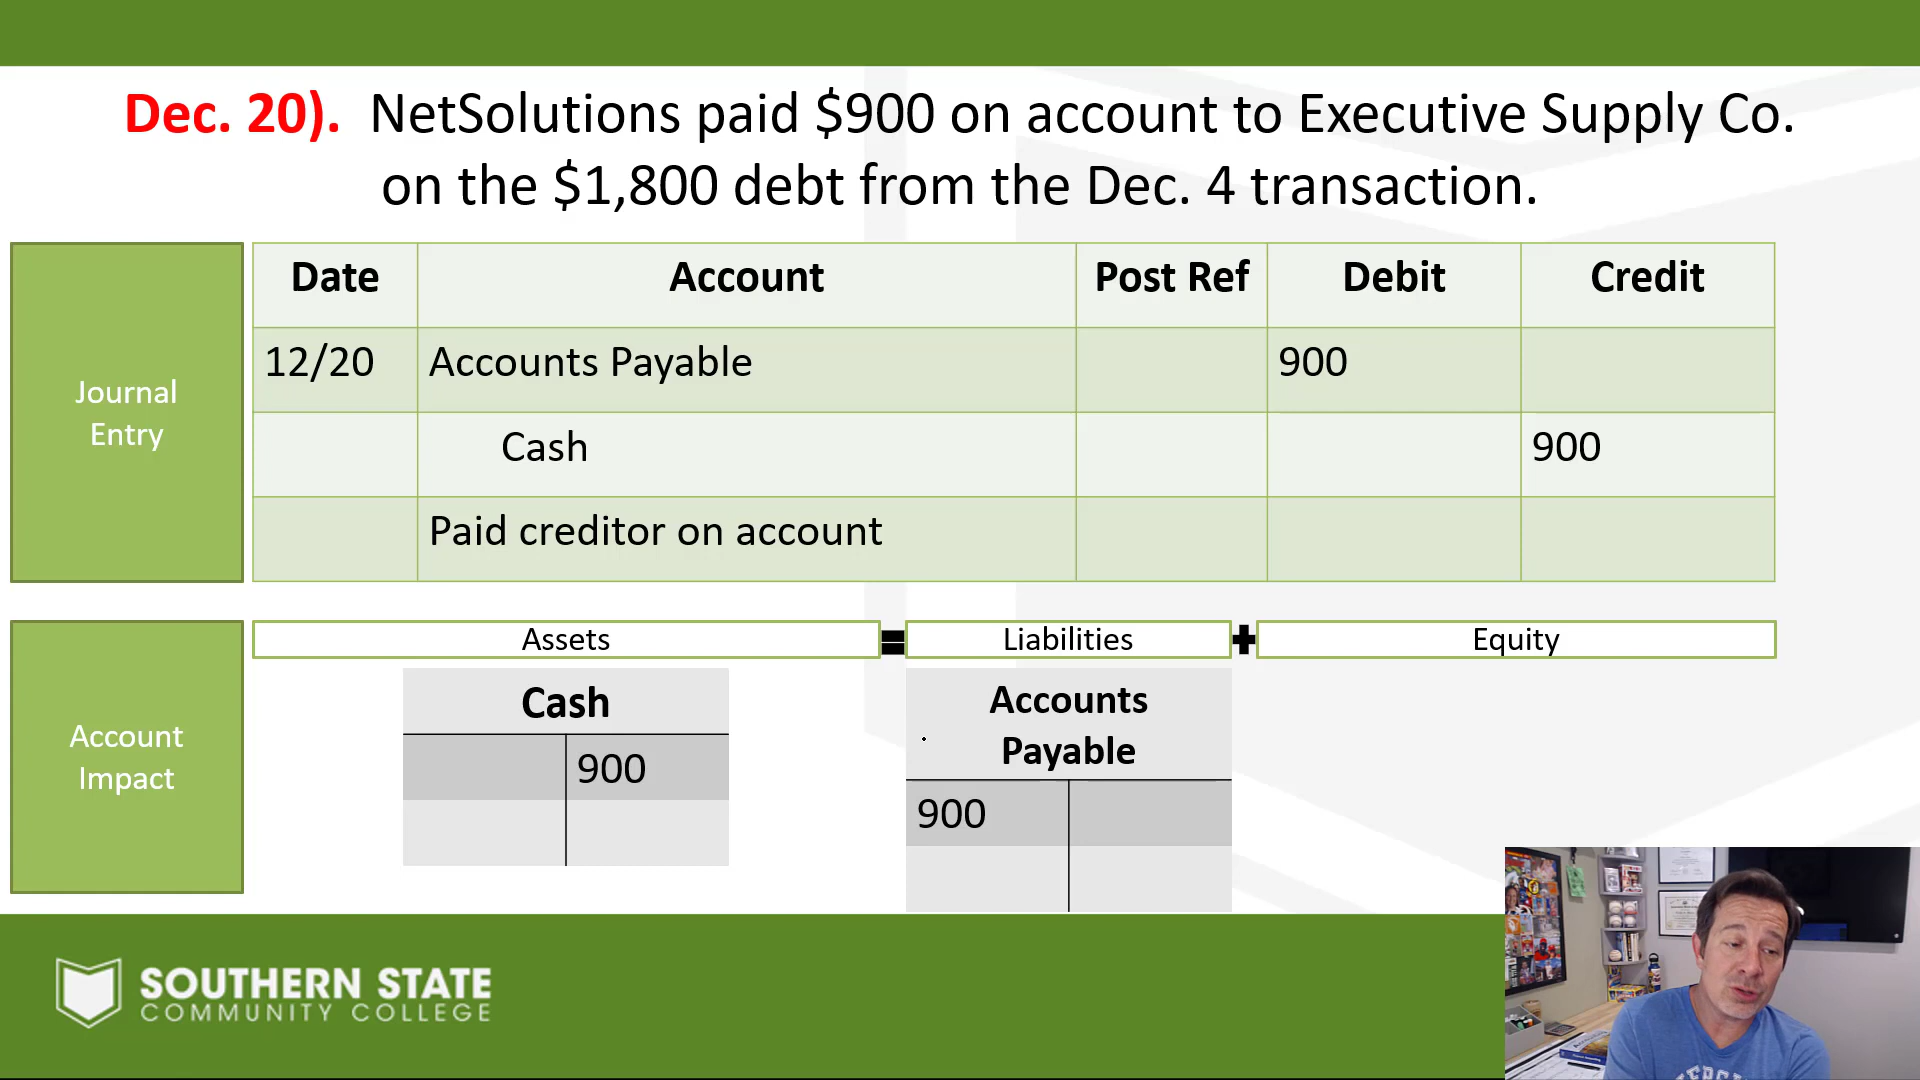 Dec. 20). NetSolutions paid $900 on account to Executive Supply Co.
on the $1,800 debt from the Dec. 4 transaction.
Journal
Entry
Date Account Post Ref Debit Credit
12/20 Accounts Payable 900
Cash 900
Paid creditor on account
Account
Impact
Assets = Liabilities + Equity
Cash
900
Accounts
Payable
900
SOUTHERN STATE
COMMUNITY COLLEGE